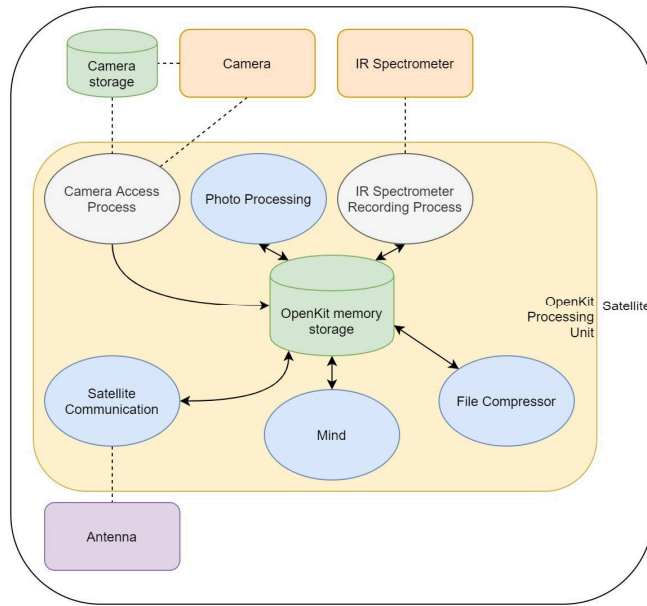 Camera
storage
Camera
IR Spectrometer
Camera Access
Process
Photo Processing
IR Spectrometer
Recording Process
OpenKit memory
storage
OpenKit
Processing
Unit
Satellite
Satellite
Communication
Mind
File Compressor
Antenna